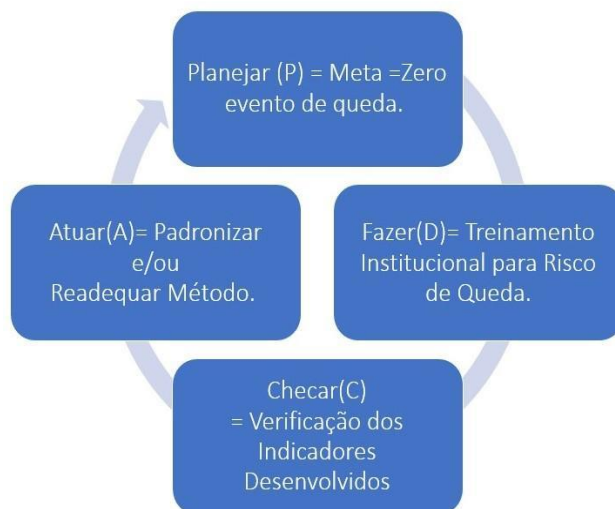 Planejar (P) = Meta =Zero
evento de queda.
Fazer(D)= Treinamento
Institucional para Risco
de Queda.
Checar(C)
= Verificação dos
Indicadores
Desenvolvidos
Atuar(A)= Padronizar
e/ou
Readequar Método.